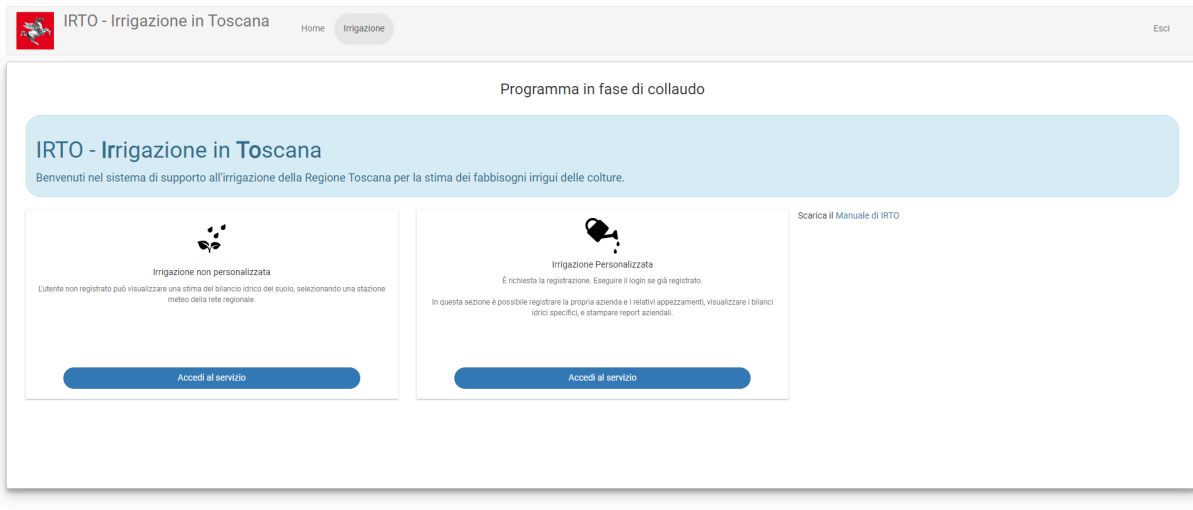 IRTO - Irrigazione in Toscana
Home
Irrigazione
Esci
Programma in fase di collaudo
IRTO - Irrigazione in Toscana
Benvenuti nel sistema di supporto all'irrigazione della Regione Toscana per la stima dei fabbisogni irrigui delle colture.
Irrigazione non personalizzata
L'utente non registrato può visualizzare una stima del bilancio idrico del suolo, selezionando una stazione
meteo della rete regionale.
Accedi al servizio
Irrigazione Personalizzata
È richiesta la registrazione. Eseguire il login se già registrato.
In questa sezione è possibile registrare la propria azienda e i relativi appezzamenti, visualizzare i bilanci
idrici specifici, e stampare report aziendali.
Accedi al servizio
Scarica il Manuale di IRTO